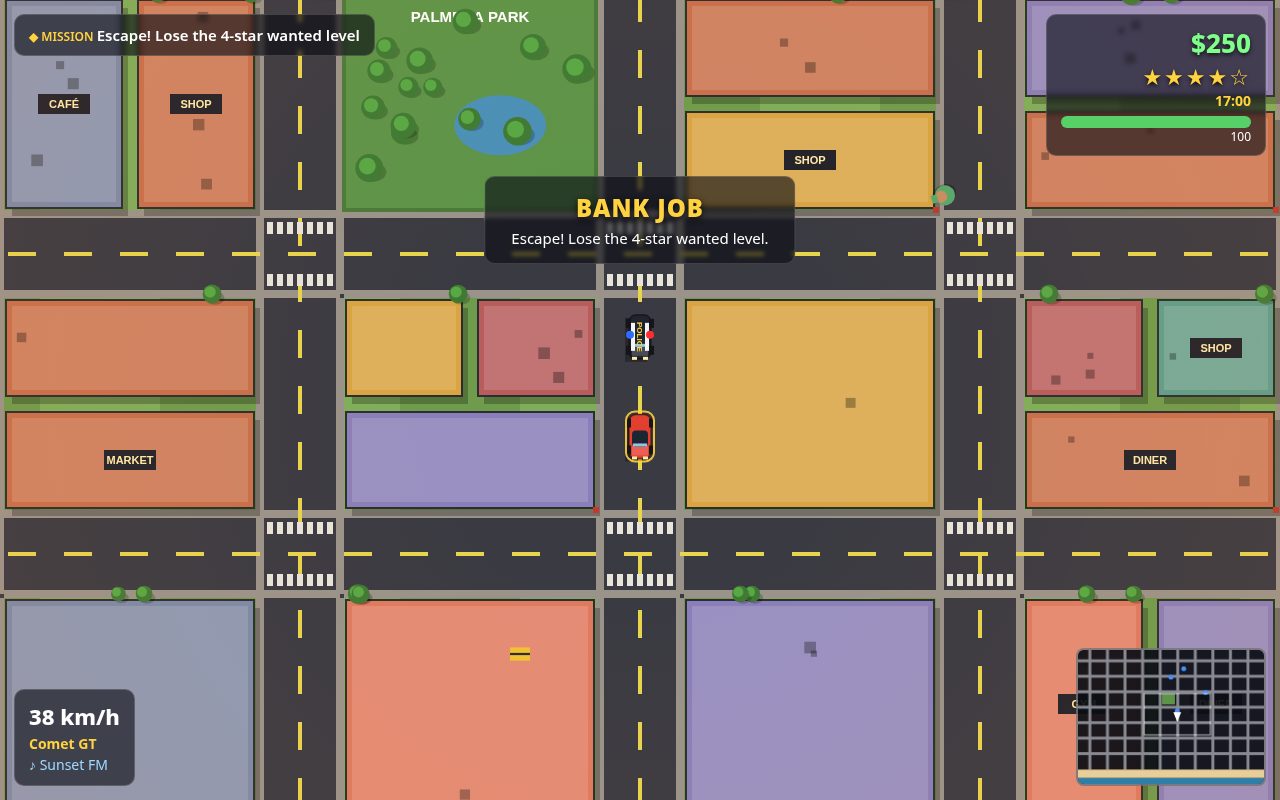 PALMERA PARK
◆ MISSION Escape! Lose the 4-star wanted level
$250
★★★★☆
17:00
100
CAFÉ
SHOP
SHOP
BANK JOB
Escape! Lose the 4-star wanted level.
POLICE
SHOP
MARKET
DINER
38 km/h
Comet GT
♪ Sunset FM